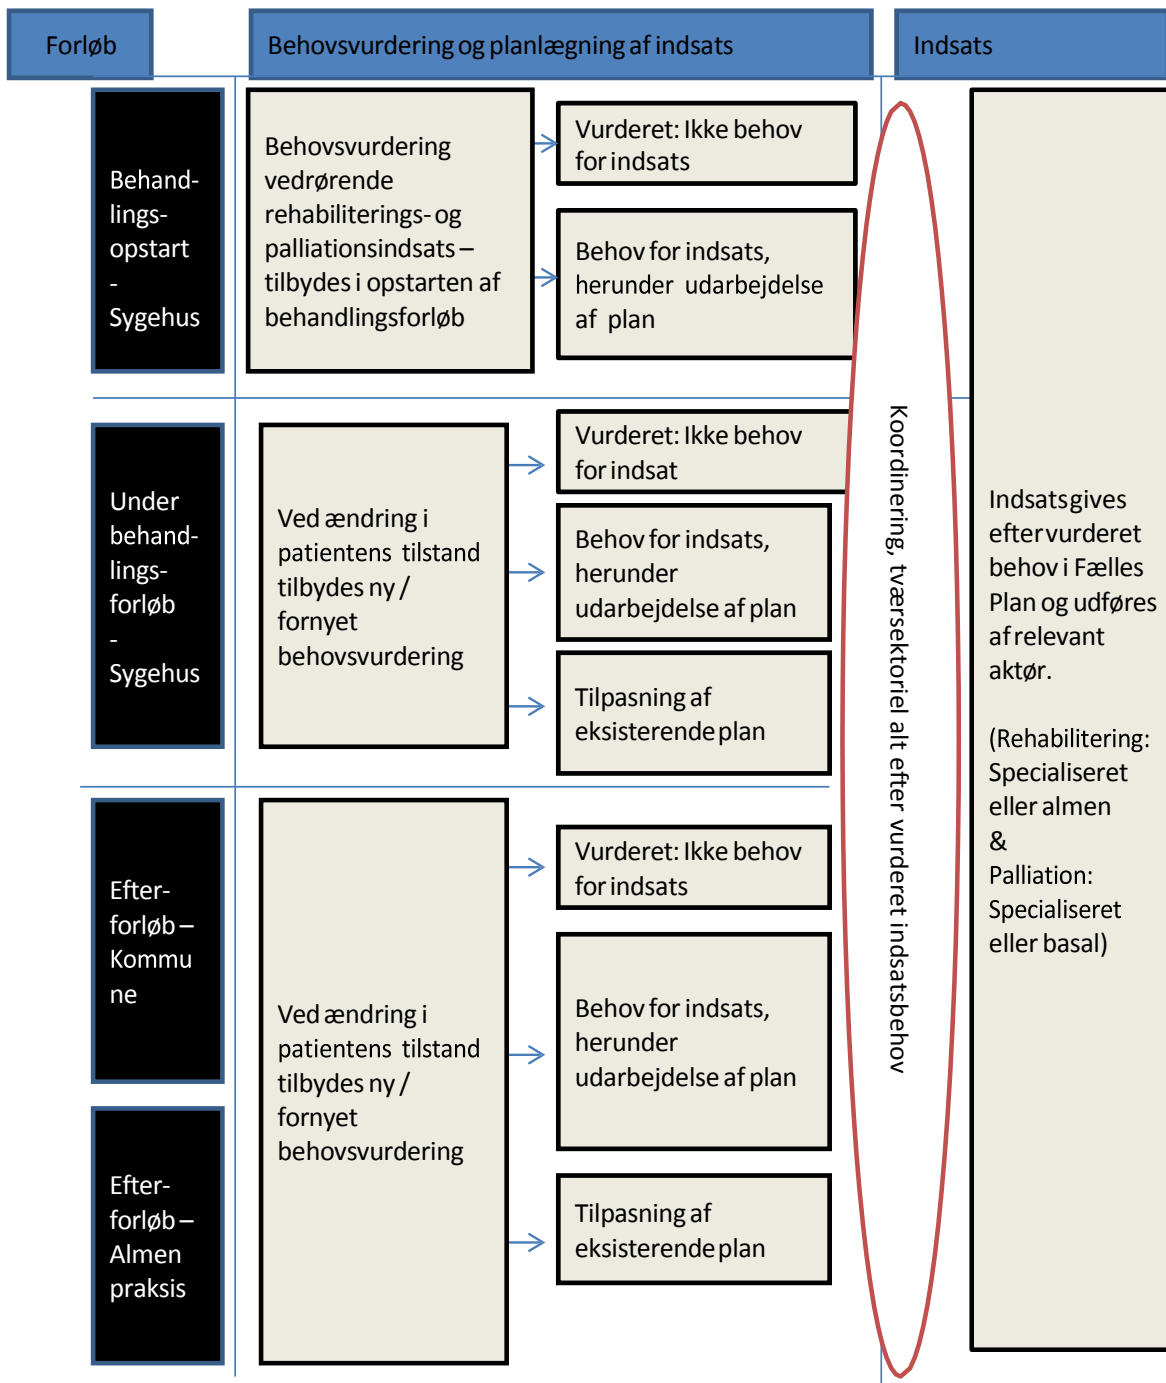 Forløb
Behovsvurdering og planlægning af indsats
Indsats
Behand-
lings-
opstart
-
Sygehus
Behovsvurdering
vedrørende
rehabiliterings- og
palliationsindsats –
tilbydes i opstarten af
behandlingsforløb
Vurderet: Ikke behov
for indsats
Behov for indsats,
herunder udarbejdelse
af plan
Under
behand-
lings-
forløb
-
Sygehus
Ved ændring i
patientens tilstand
tilbydes ny /
fornyet
behovsvurdering
Vurderet: Ikke behov
for indsat
Behov for indsats,
herunder
udarbejdelse af plan
Tilpasning af
eksisterende plan
Efter-
forløb –
Kommu
ne
Efter-
forløb –
Almen
praksis
Ved ændring i
patientens tilstand
tilbydes ny /
fornyet
behovsvurdering
Vurderet: Ikke behov
for indsats
Behov for indsats,
herunder
udarbejdelse af plan
Tilpasning af
eksisterende plan
Koordinering, tværsektoriel alt efter vurderet indsatsbehov
Indsats gives
efter vurderet
behov i Fælles
Plan og udføres
af relevant
aktør.
(Rehabilitering:
Specialiseret
eller almen
&
Palliation:
Specialiseret
eller basal)